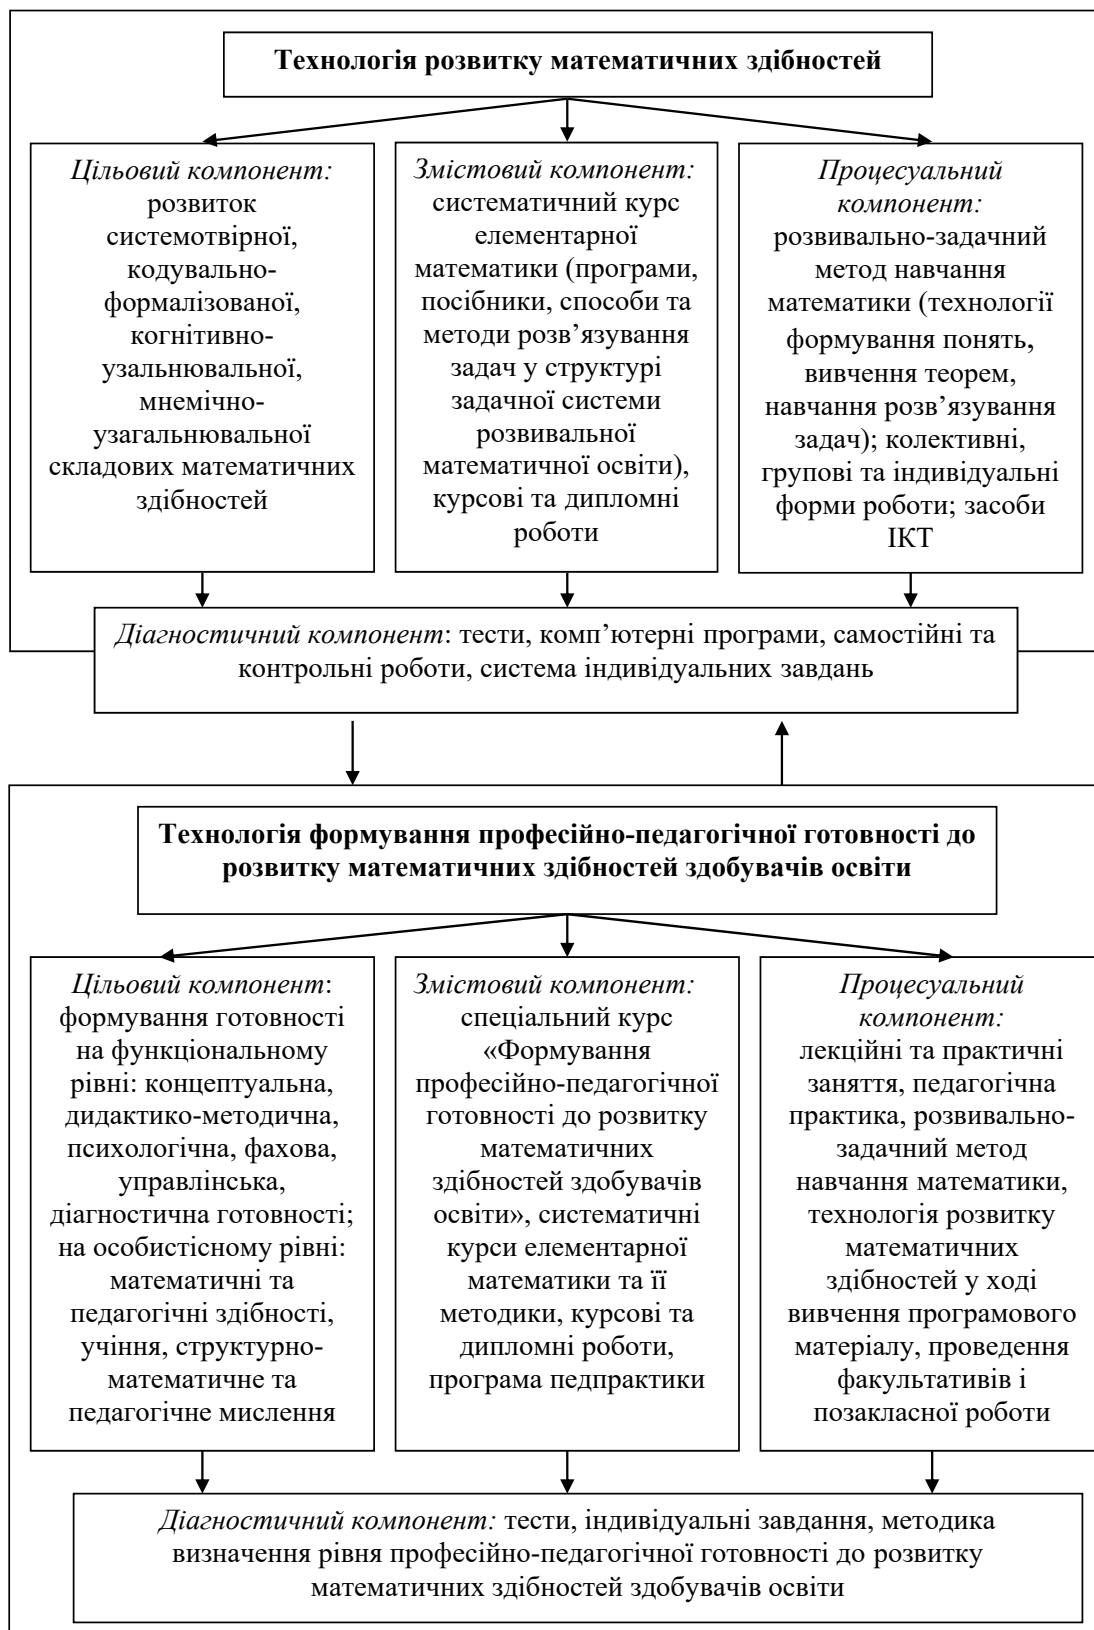 Технологія розвитку математичних здібностей
Цільовий компонент:
розвиток
системотвірної,
кодувально-
формалізованої,
когнітивно-
узальнювальної,
мнемічно-
узагальнювальної
складових математичних
здібностей
Змістовий компонент:
систематичний курс
елементарної
математики (програми,
посібники, способи та
методи розв’язування
задач у структурі
задачної системи
розвивальної
математичної освіти),
курсові та дипломні
роботи
Процесуальний
компонент:
розвивально-задачний
метод навчання
математики (технології
формування понять,
вивчення теорем,
навчання розв’язування
задач); колективні,
групові та індивідуальні
форми роботи; засоби
ІКТ
Діагностичний компонент: тести, комп’ютерні програми, самостійні та
контрольні роботи, система індивідуальних завдань
Технологія формування професійно-педагогічної готовності до
розвитку математичних здібностей здобувачів освіти
Цільовий компонент:
формування готовності
на функціональному
рівні: концептуальна,
дидактико-методична,
психологічна, фахова,
управлінська,
діагностична готовності;
на особистісному рівні:
математичні та
педагогічні здібності,
учіння, структурно-
математичне та
педагогічне мислення
Змістовий компонент:
спеціальний курс
«Формування
професійно-педагогічної
готовності до розвитку
математичних
здібностей здобувачів
освіти», систематичні
курси елементарної
математики та її
методики, курсові та
дипломні роботи,
програма педпрактики
Процесуальний
компонент:
лекційні та практичні
заняття, педагогічна
практика, розвивально-
задачний метод
навчання математики,
технологія розвитку
математичних
здібностей у ході
вивчення програмового
матеріалу, проведення
факультативів і
позакласної роботи
Діагностичний компонент: тести, індивідуальні завдання, методика
визначення рівня професійно-педагогічної готовності до розвитку
математичних здібностей здобувачів освіти